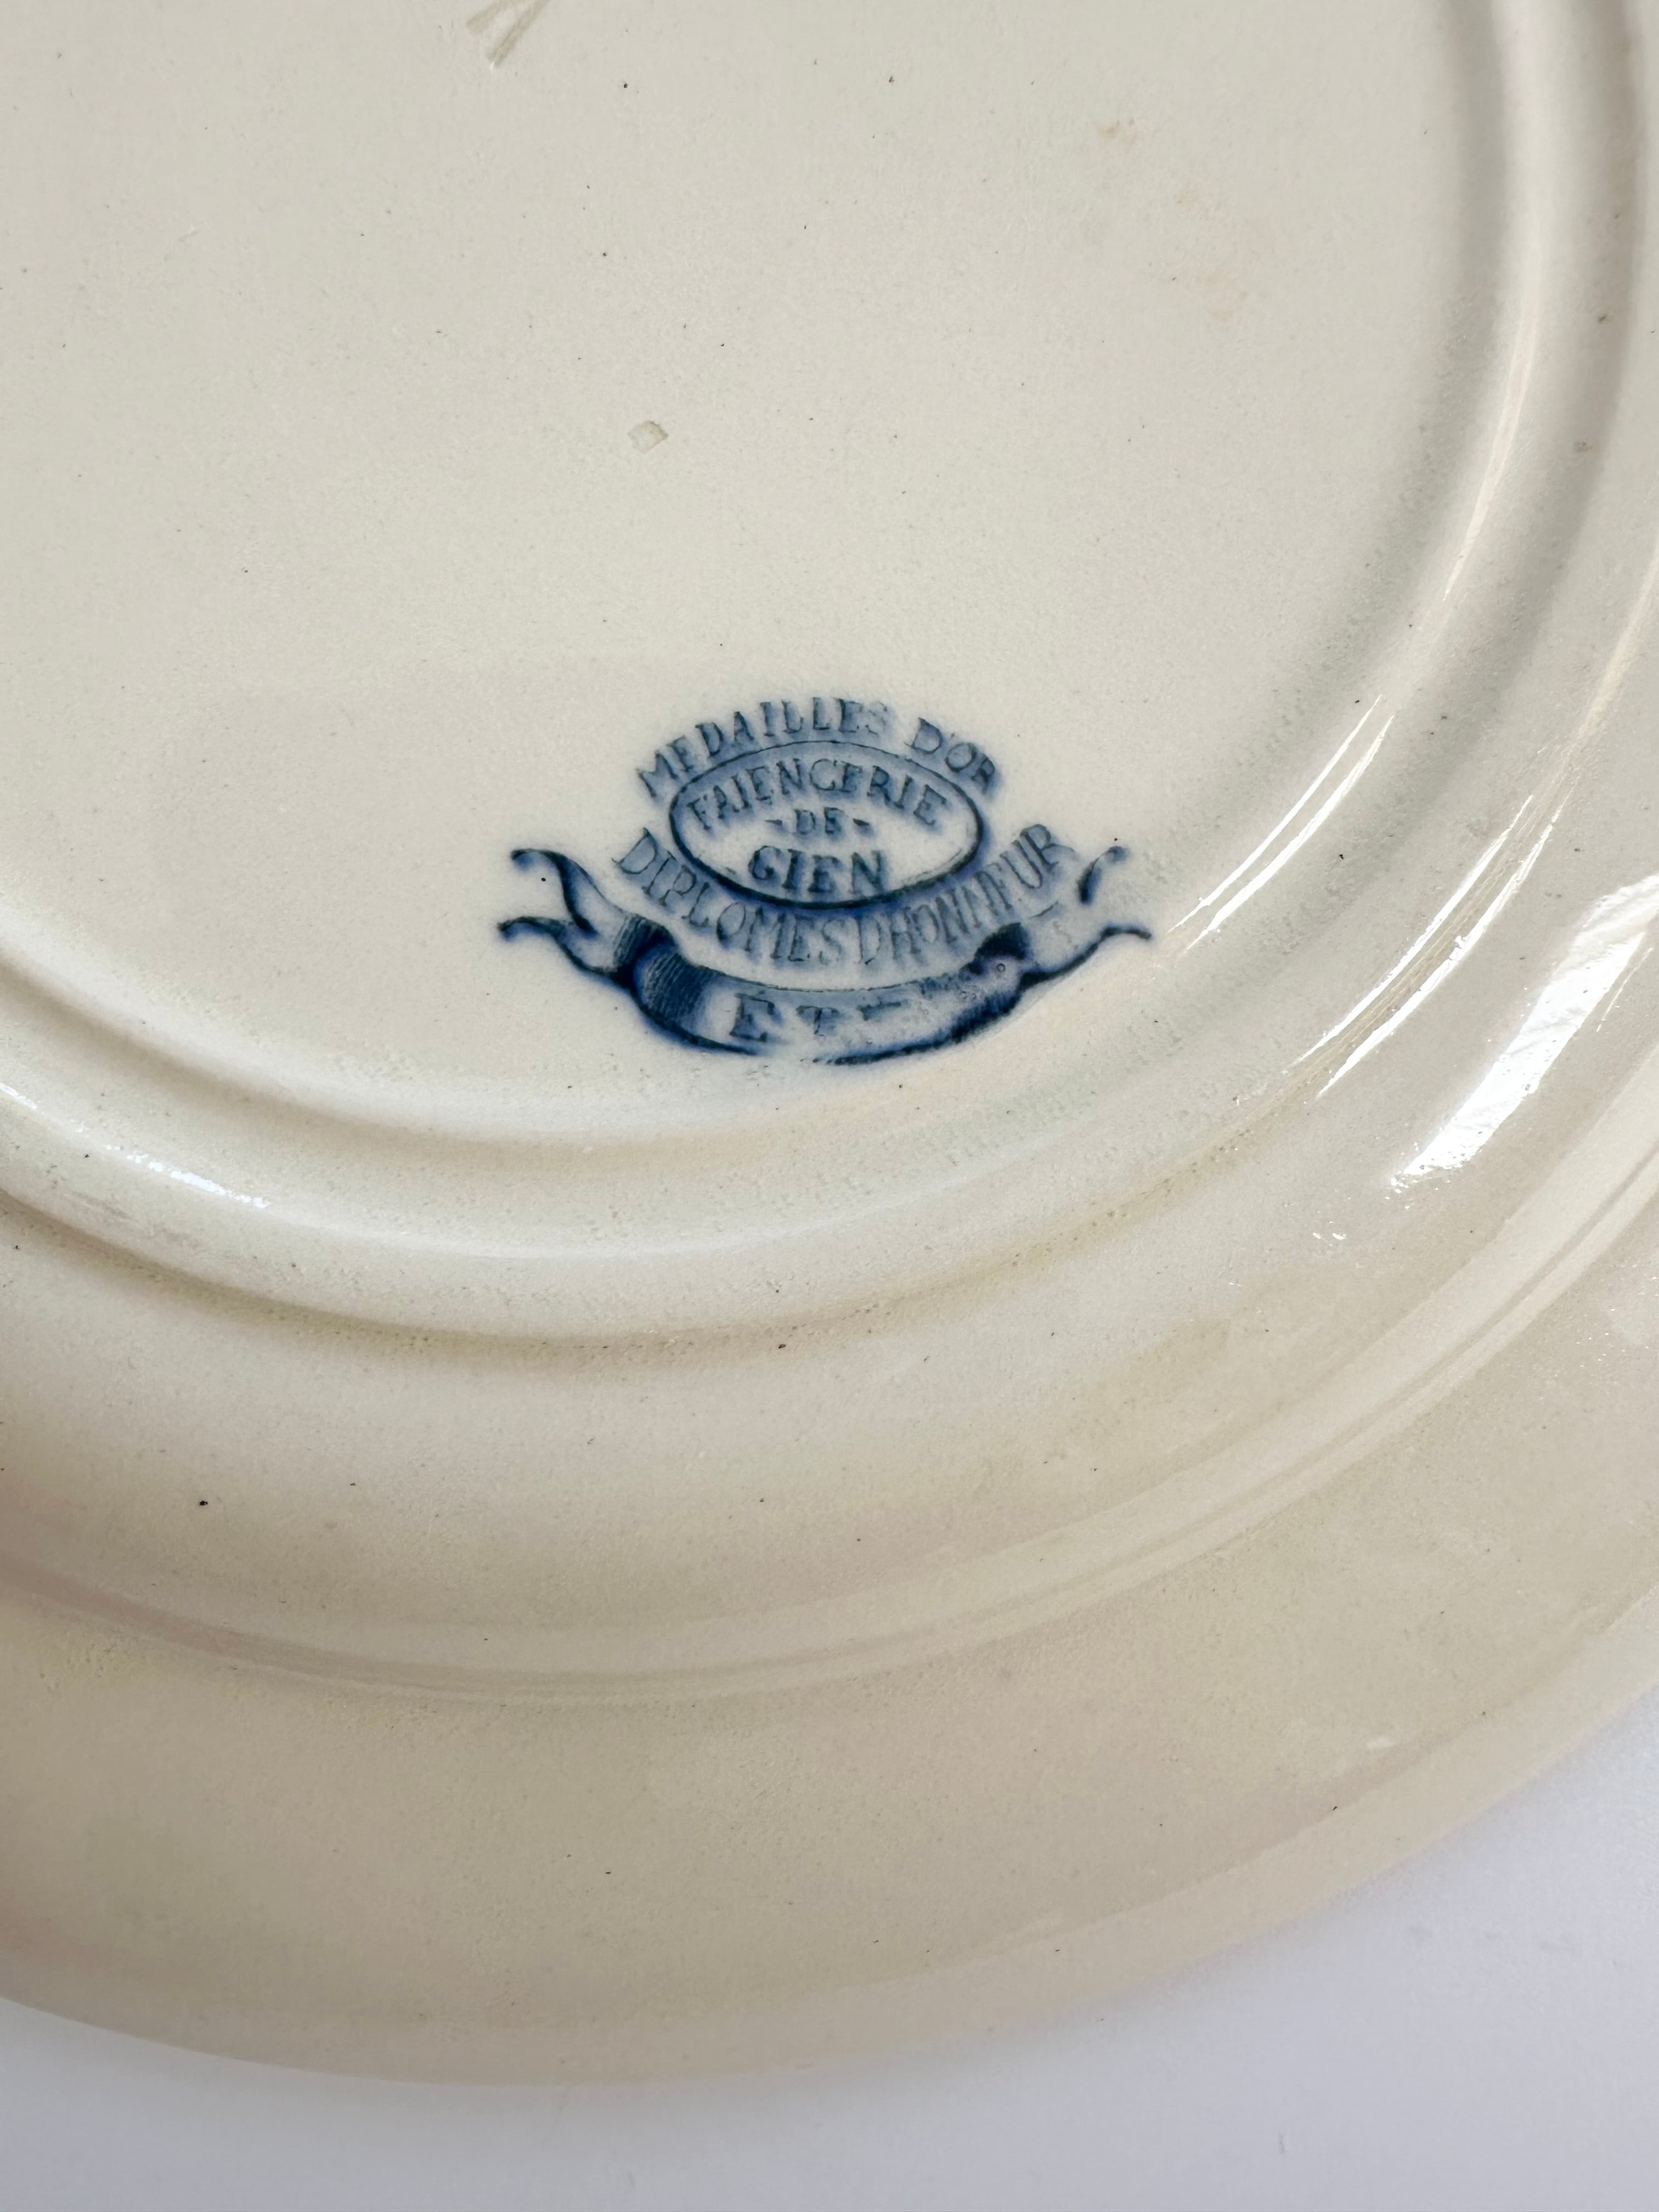 MEDAILLES D'OR
FAIENCERIE
- DE -
GIEN
DIPLOMES D'HONNEUR